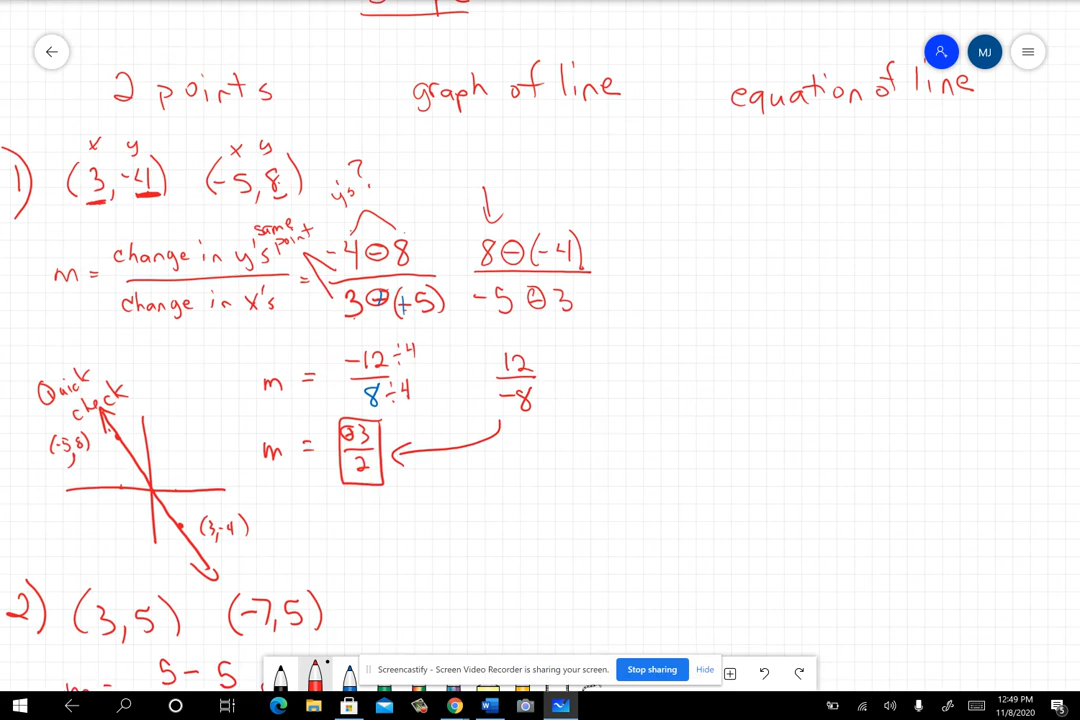 MJ
2 points graph of line equation of line
x y x y
1) (3, -4) (-5, 8)
y's?
same point
m = change in y's / change in x's = -4 - 8 / 3 + (+5) 8 - (-4) / -5 - 3
m = -12 ÷4 / 8 ÷4 12 / -8
m = -3 / 2
Quick
check
(-5,8)
(3,-4)
2) (3, 5) (-7, 5)
5 - 5
Screencastify - Screen Video Recorder is sharing your screen. Stop sharing Hide
12:49 PM
11/8/2020
5